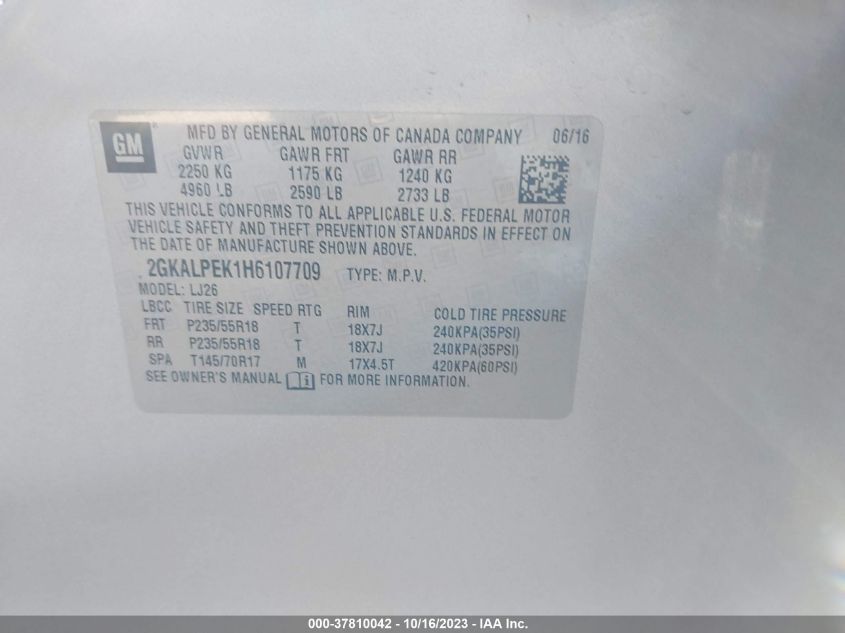 GM
MFD BY GENERAL MOTORS OF CANADA COMPANY 06/16
GVWR GAWR FRT GAWR RR
2250 KG 1175 KG 1240 KG
4960 LB 2590 LB 2733 LB
THIS VEHICLE CONFORMS TO ALL APPLICABLE U.S. FEDERAL MOTOR
VEHICLE SAFETY AND THEFT PREVENTION STANDARDS IN EFFECT ON
THE DATE OF MANUFACTURE SHOWN ABOVE.
2GKALPEK1H6107709 TYPE: M.P.V.
MODEL: LJ26
LBCC TIRE SIZE SPEED RTG RIM COLD TIRE PRESSURE
FRT P235/55R18 T 18X7J 240KPA(35PSI)
RR P235/55R18 T 18X7J 240KPA(35PSI)
SPA T145/70R17 M 17X4.5T 420KPA(60PSI)
SEE OWNER'S MANUAL FOR MORE INFORMATION.
000-37810042 - 10/16/2023 - IAA Inc.